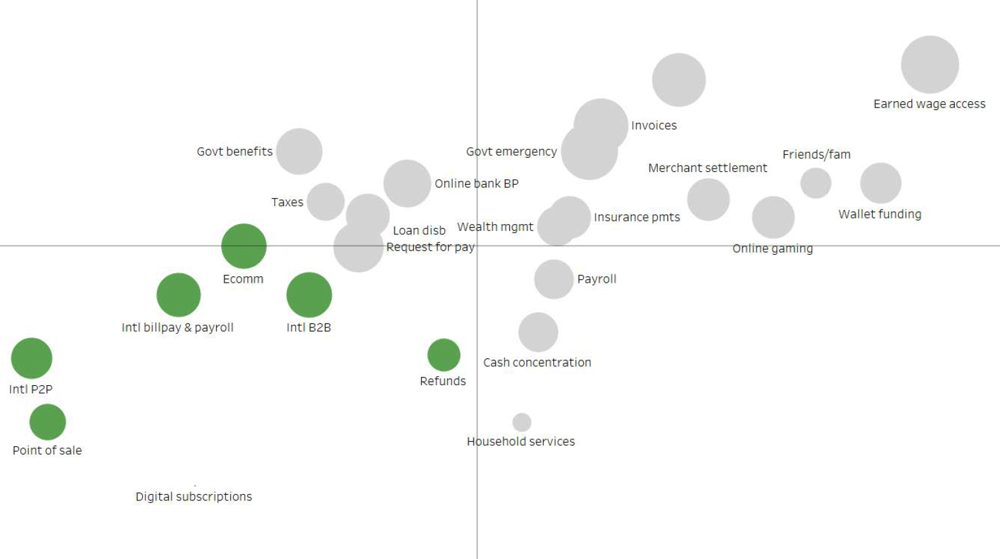 Earned wage access
Invoices
Govt benefits
Govt emergency
Friends/fam
Merchant settlement
Online bank BP
Taxes
Wallet funding
Insurance pmts
Wealth mgmt
Loan disb
Request for pay
Online gaming
Ecomm
Payroll
Intl billpay & payroll
Intl B2B
Cash concentration
Refunds
Intl P2P
Household services
Point of sale
Digital subscriptions